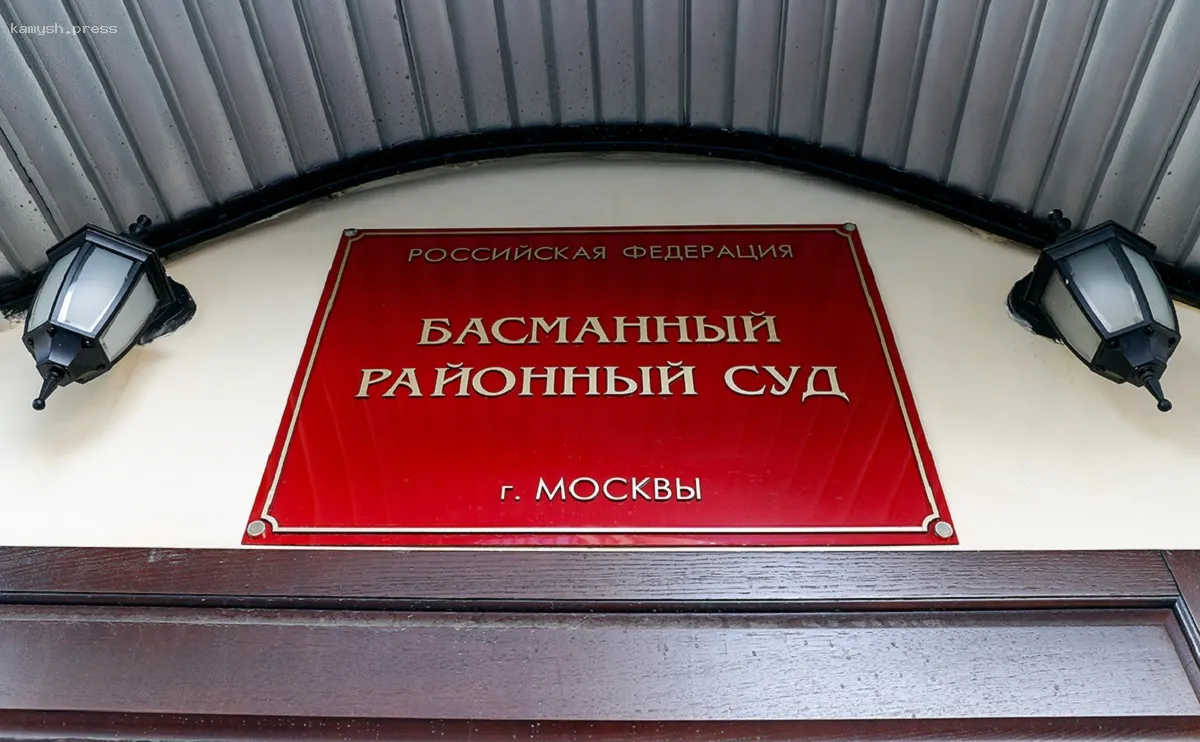 kamysh.press
РОССИЙСКАЯ ФЕДЕРАЦИЯ
БАСМАННЫЙ
РАЙОННЫЙ СУД
г. МОСКВЫ